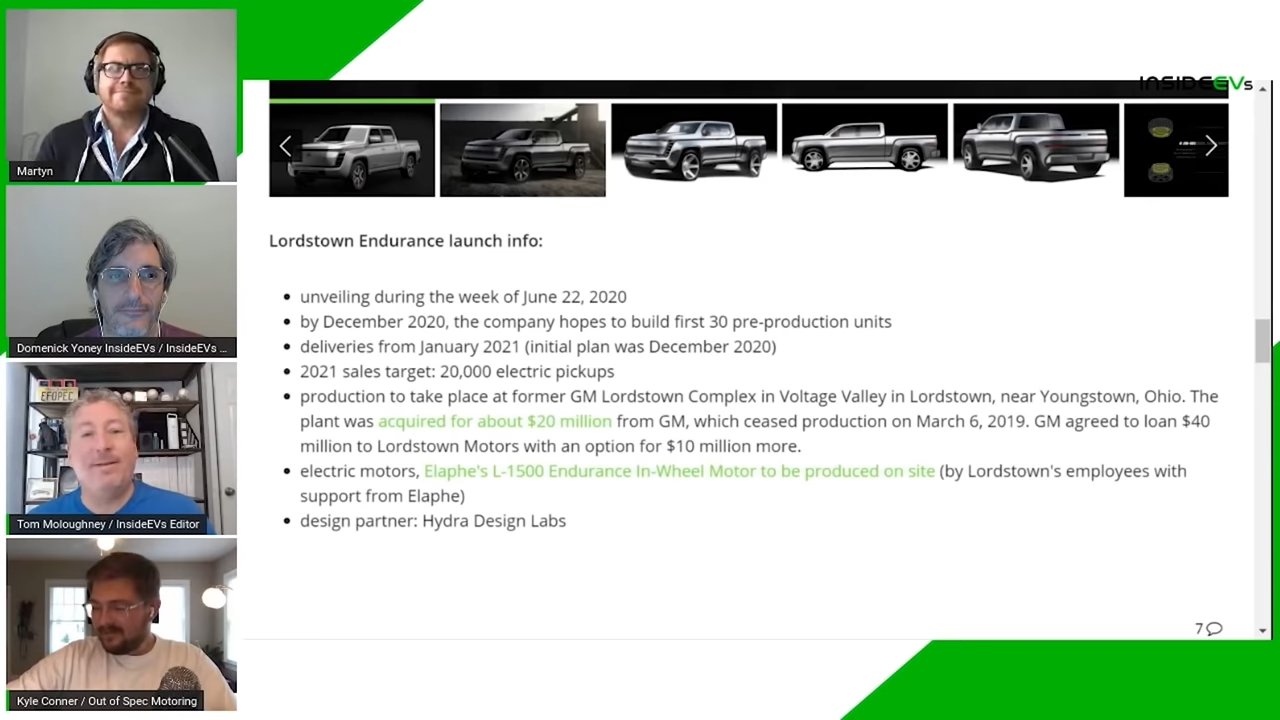 INSIDEEVs
Martyn
Domenick Yoney InsideEVs / InsideEVs ...
EFOPEC
Tom Moloughney / InsideEVs Editor
Kyle Conner / Out of Spec Motoring
Lordstown Endurance launch info:
unveiling during the week of June 22, 2020
by December 2020, the company hopes to build first 30 pre-production units
deliveries from January 2021 (initial plan was December 2020)
2021 sales target: 20,000 electric pickups
production to take place at former GM Lordstown Complex in Voltage Valley in Lordstown, near Youngstown, Ohio. The
plant was acquired for about $20 million from GM, which ceased production on March 6, 2019. GM agreed to loan $40
million to Lordstown Motors with an option for $10 million more.
electric motors, Elaphe's L-1500 Endurance In-Wheel Motor to be produced on site (by Lordstown's employees with
support from Elaphe)
design partner: Hydra Design Labs
7